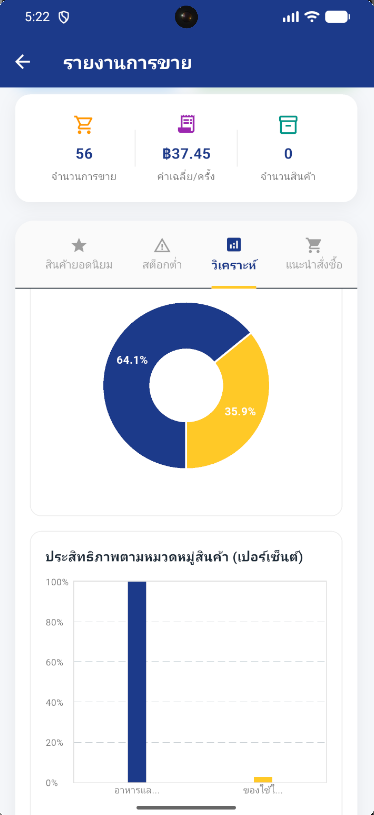 5:22
รายงานการขาย
56
฿37.45
0
จำนวนการขาย
ค่าเฉลี่ย/ครั้ง
จำนวนสินค้า
สินค้ายอดนิยม
สต็อกต่ำ
วิเคราะห์
แนะนำสั่งซื้อ
64.1%
35.9%
ประสิทธิภาพตามหมวดหมู่สินค้า (เปอร์เซ็นต์)
100%
80%
60%
40%
20%
0%
อาหารแล...
ของใช้ใ...